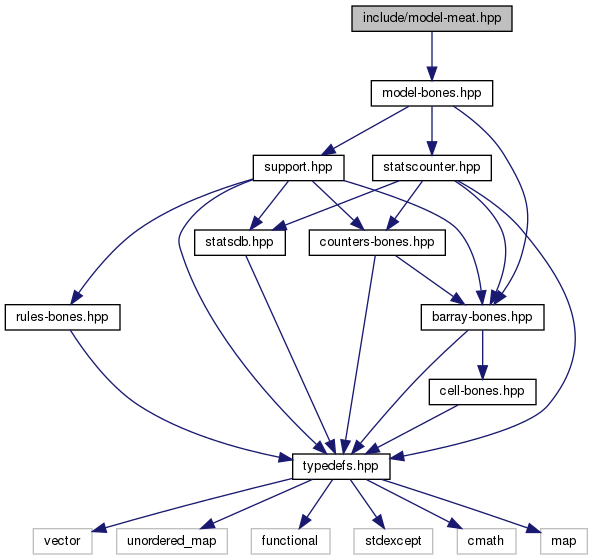 include/model-meat.hpp
model-bones.hpp
support.hpp
statscounter.hpp
statsdb.hpp
counters-bones.hpp
rules-bones.hpp
barray-bones.hpp
cell-bones.hpp
typedefs.hpp
vector
unordered_map
functional
stdexcept
cmath
map